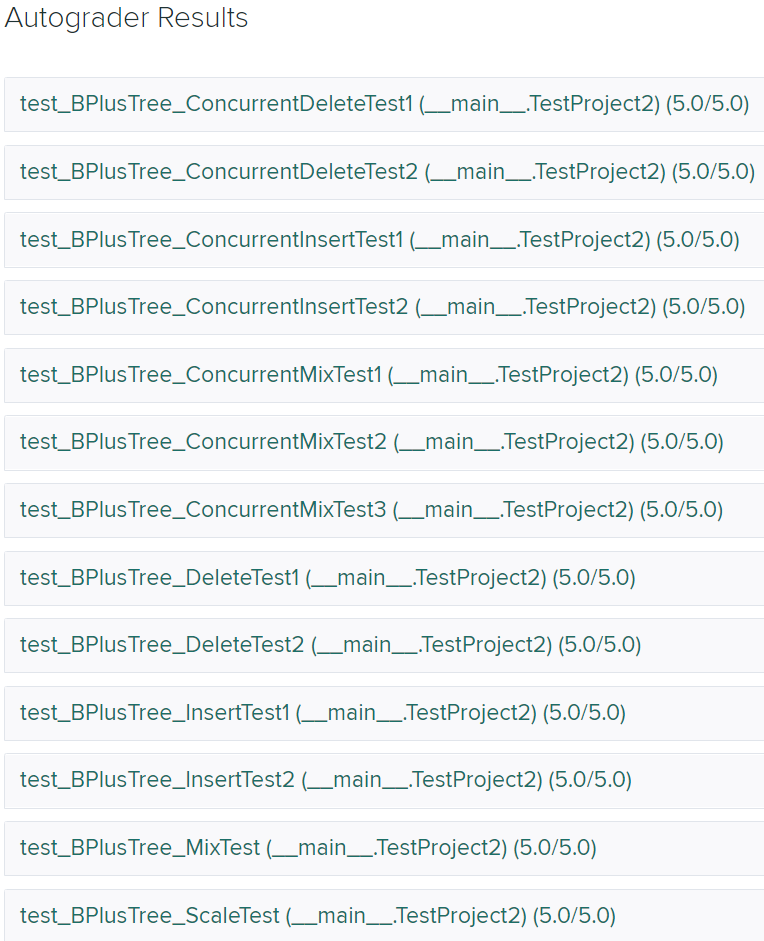 Autograder Results
test_BPlusTree_ConcurrentDeleteTest1 (__main__.TestProject2) (5.0/5.0)
test_BPlusTree_ConcurrentDeleteTest2 (__main__.TestProject2) (5.0/5.0)
test_BPlusTree_ConcurrentInsertTest1 (__main__.TestProject2) (5.0/5.0)
test_BPlusTree_ConcurrentInsertTest2 (__main__.TestProject2) (5.0/5.0)
test_BPlusTree_ConcurrentMixTest1 (__main__.TestProject2) (5.0/5.0)
test_BPlusTree_ConcurrentMixTest2 (__main__.TestProject2) (5.0/5.0)
test_BPlusTree_ConcurrentMixTest3 (__main__.TestProject2) (5.0/5.0)
test_BPlusTree_DeleteTest1 (__main__.TestProject2) (5.0/5.0)
test_BPlusTree_DeleteTest2 (__main__.TestProject2) (5.0/5.0)
test_BPlusTree_InsertTest1 (__main__.TestProject2) (5.0/5.0)
test_BPlusTree_InsertTest2 (__main__.TestProject2) (5.0/5.0)
test_BPlusTree_MixTest (__main__.TestProject2) (5.0/5.0)
test_BPlusTree_ScaleTest (__main__.TestProject2) (5.0/5.0)